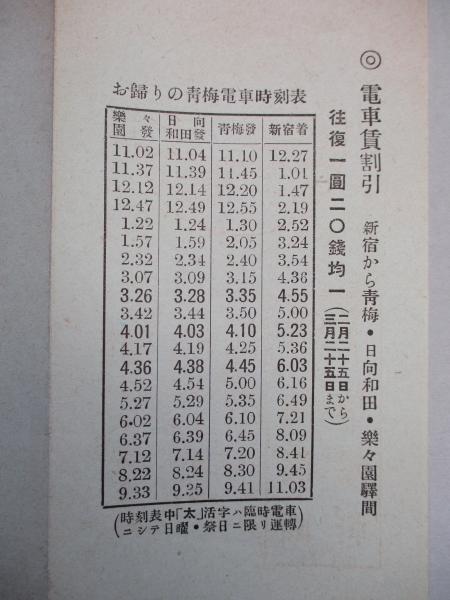 ◎ 電車賃割引 新宿から靑梅・日向和田・樂々園驛間
往復一圓二〇錢均一(二月二十五日から三月二十五日まで)
お歸りの靑梅電車時刻表
樂々園發 日向和田發 靑梅發 新宿着
11.02 11.04 11.10 12.27
11.37 11.39 11.45 1.01
12.12 12.14 12.20 1.47
12.47 12.49 12.55 2.19
1.22 1.24 1.30 2.52
1.57 1.59 2.05 3.24
2.32 2.34 2.40 3.54
3.07 3.09 3.15 4.36
3.26 3.28 3.35 4.55
3.42 3.44 3.50 5.00
4.01 4.03 4.10 5.23
4.17 4.19 4.25 5.36
4.36 4.38 4.45 6.03
4.52 4.54 5.00 6.16
5.27 5.29 5.35 6.49
6.02 6.04 6.10 7.21
6.37 6.39 6.45 8.09
7.12 7.14 7.20 8.41
8.22 8.24 8.30 9.45
9.33 9.35 9.41 11.03
(時刻表中「太」活字ハ臨時電車
ニシテ日曜・祭日ニ限リ運轉)